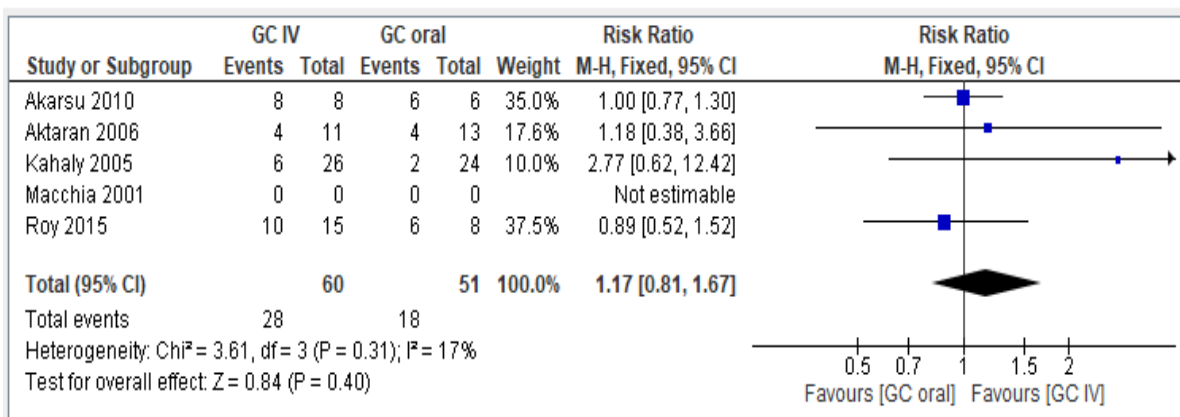 GC IV GC oral Risk Ratio Risk Ratio
Study or Subgroup Events Total Events Total Weight M-H, Fixed, 95% CI M-H, Fixed, 95% CI
Akarsu 2010 8 8 6 6 35.0% 1.00 [0.77, 1.30]
Aktaran 2006 4 11 4 13 17.6% 1.18 [0.38, 3.66]
Kahaly 2005 6 26 2 24 10.0% 2.77 [0.62, 12.42]
Macchia 2001 0 0 0 0 Not estimable
Roy 2015 10 15 6 8 37.5% 0.89 [0.52, 1.52]
Total (95% CI) 60 51 100.0% 1.17 [0.81, 1.67]
Total events 28 18
Heterogeneity: Chi² = 3.61, df = 3 (P = 0.31); I² = 17%
Test for overall effect: Z = 0.84 (P = 0.40)
0.5 0.7 1 1.5 2
Favours [GC oral] Favours [GC IV]